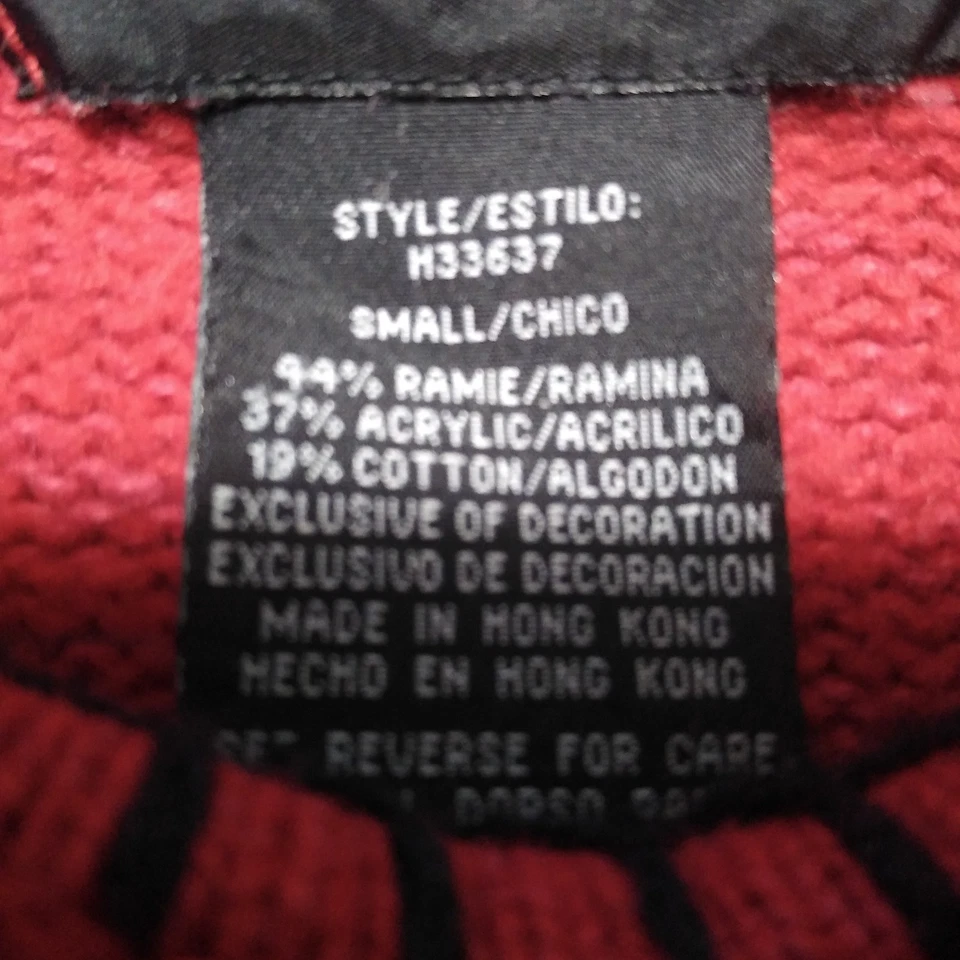 STYLE/ESTILO:
H33637
SMALL/CHICO
44% RAMIE/RAMINA
37% ACRYLIC/ACRILICO
19% COTTON/ALGODON
EXCLUSIVE OF DECORATION
EXCLUSIVO DE DECORACION
MADE IN HONG KONG
HECHO EN HONG KONG
REVERSE FOR CARE
DORSO